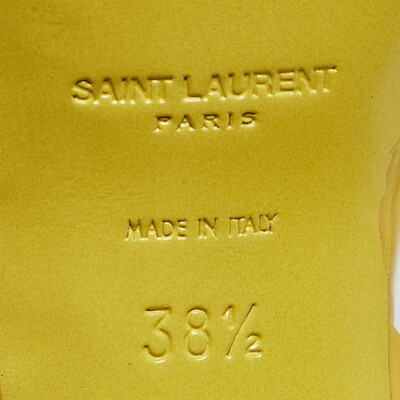 SAINT LAURENT
PARIS
MADE IN ITALY
38½